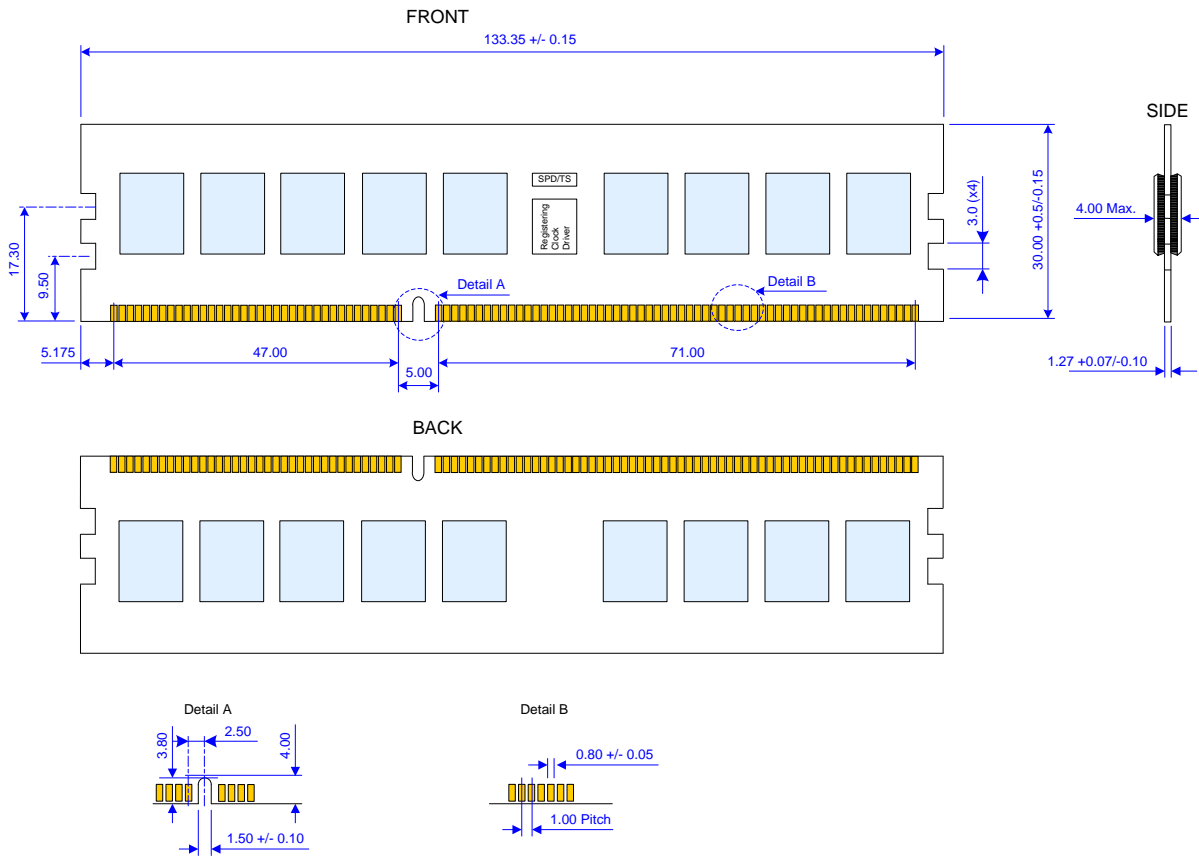 FRONT
133.35 +/- 0.15
SIDE
SPD/TS
Registering
Clock
Driver
17.30
9.50
3.0 (x4)
30.00 +0.5/-0.15
4.00 Max.
Detail A
Detail B
5.175
47.00
5.00
71.00
1.27 +0.07/-0.10
BACK
Detail A
3.80
2.50
4.00
1.50 +/- 0.10
Detail B
0.80 +/- 0.05
1.00 Pitch